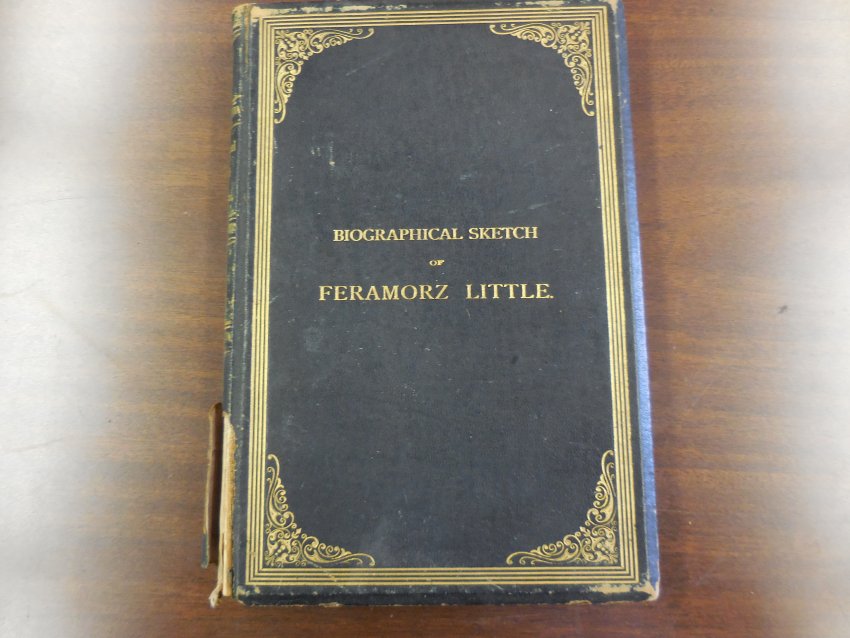 BIOGRAPHICAL SKETCH
OF
FERAMORZ LITTLE.